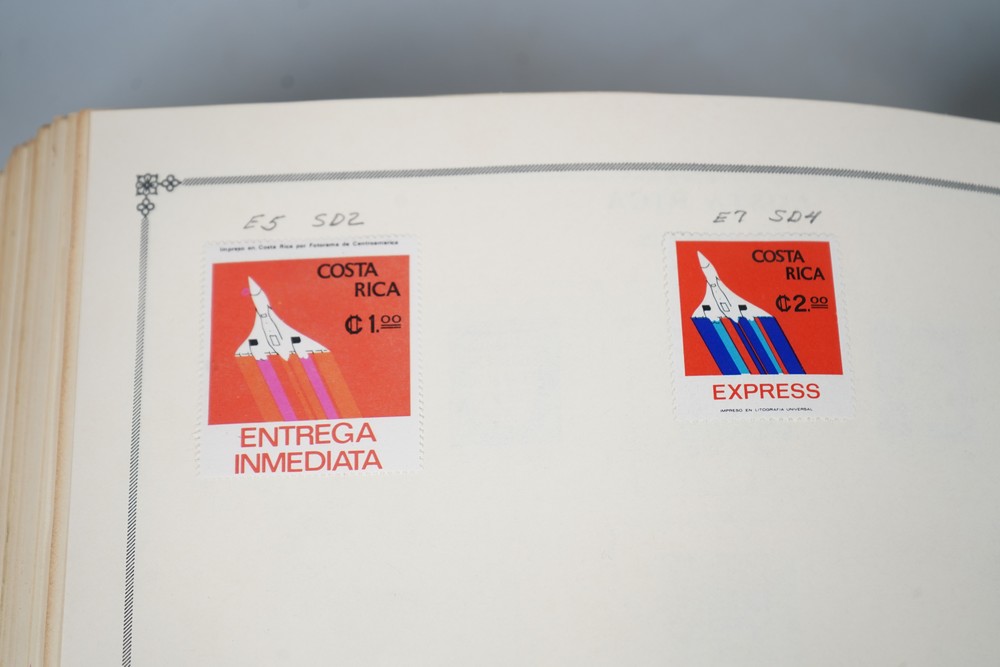 E5 SD2
Impreso en Costa Rica por Fotorama de Centroamerica
COSTA
RICA
₡1.00
ENTREGA
INMEDIATA
E7 SD4
COSTA
RICA
₡2.00
EXPRESS
IMPRESO EN LITOGRAFIA UNIVERSAL